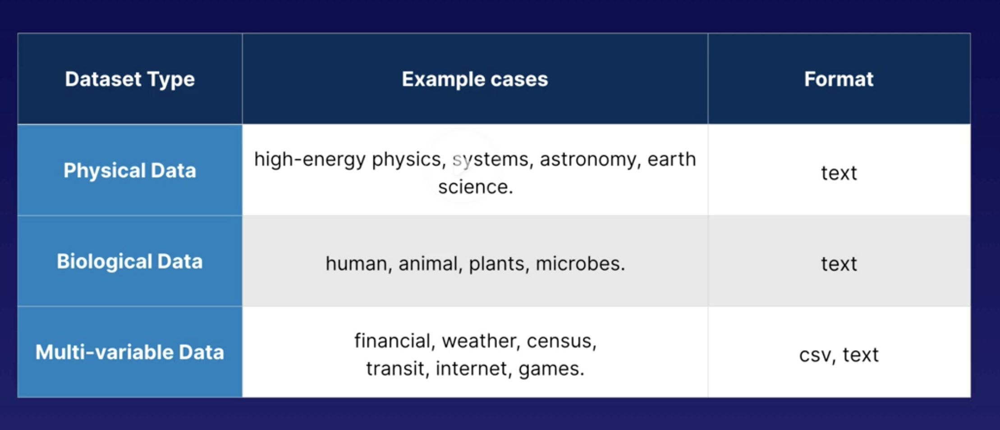 Dataset Type
Example cases
Format
Physical Data
high-energy physics, systems, astronomy, earth
science.
text
Biological Data
human, animal, plants, microbes.
text
Multi-variable Data
financial, weather, census,
transit, internet, games.
csv, text